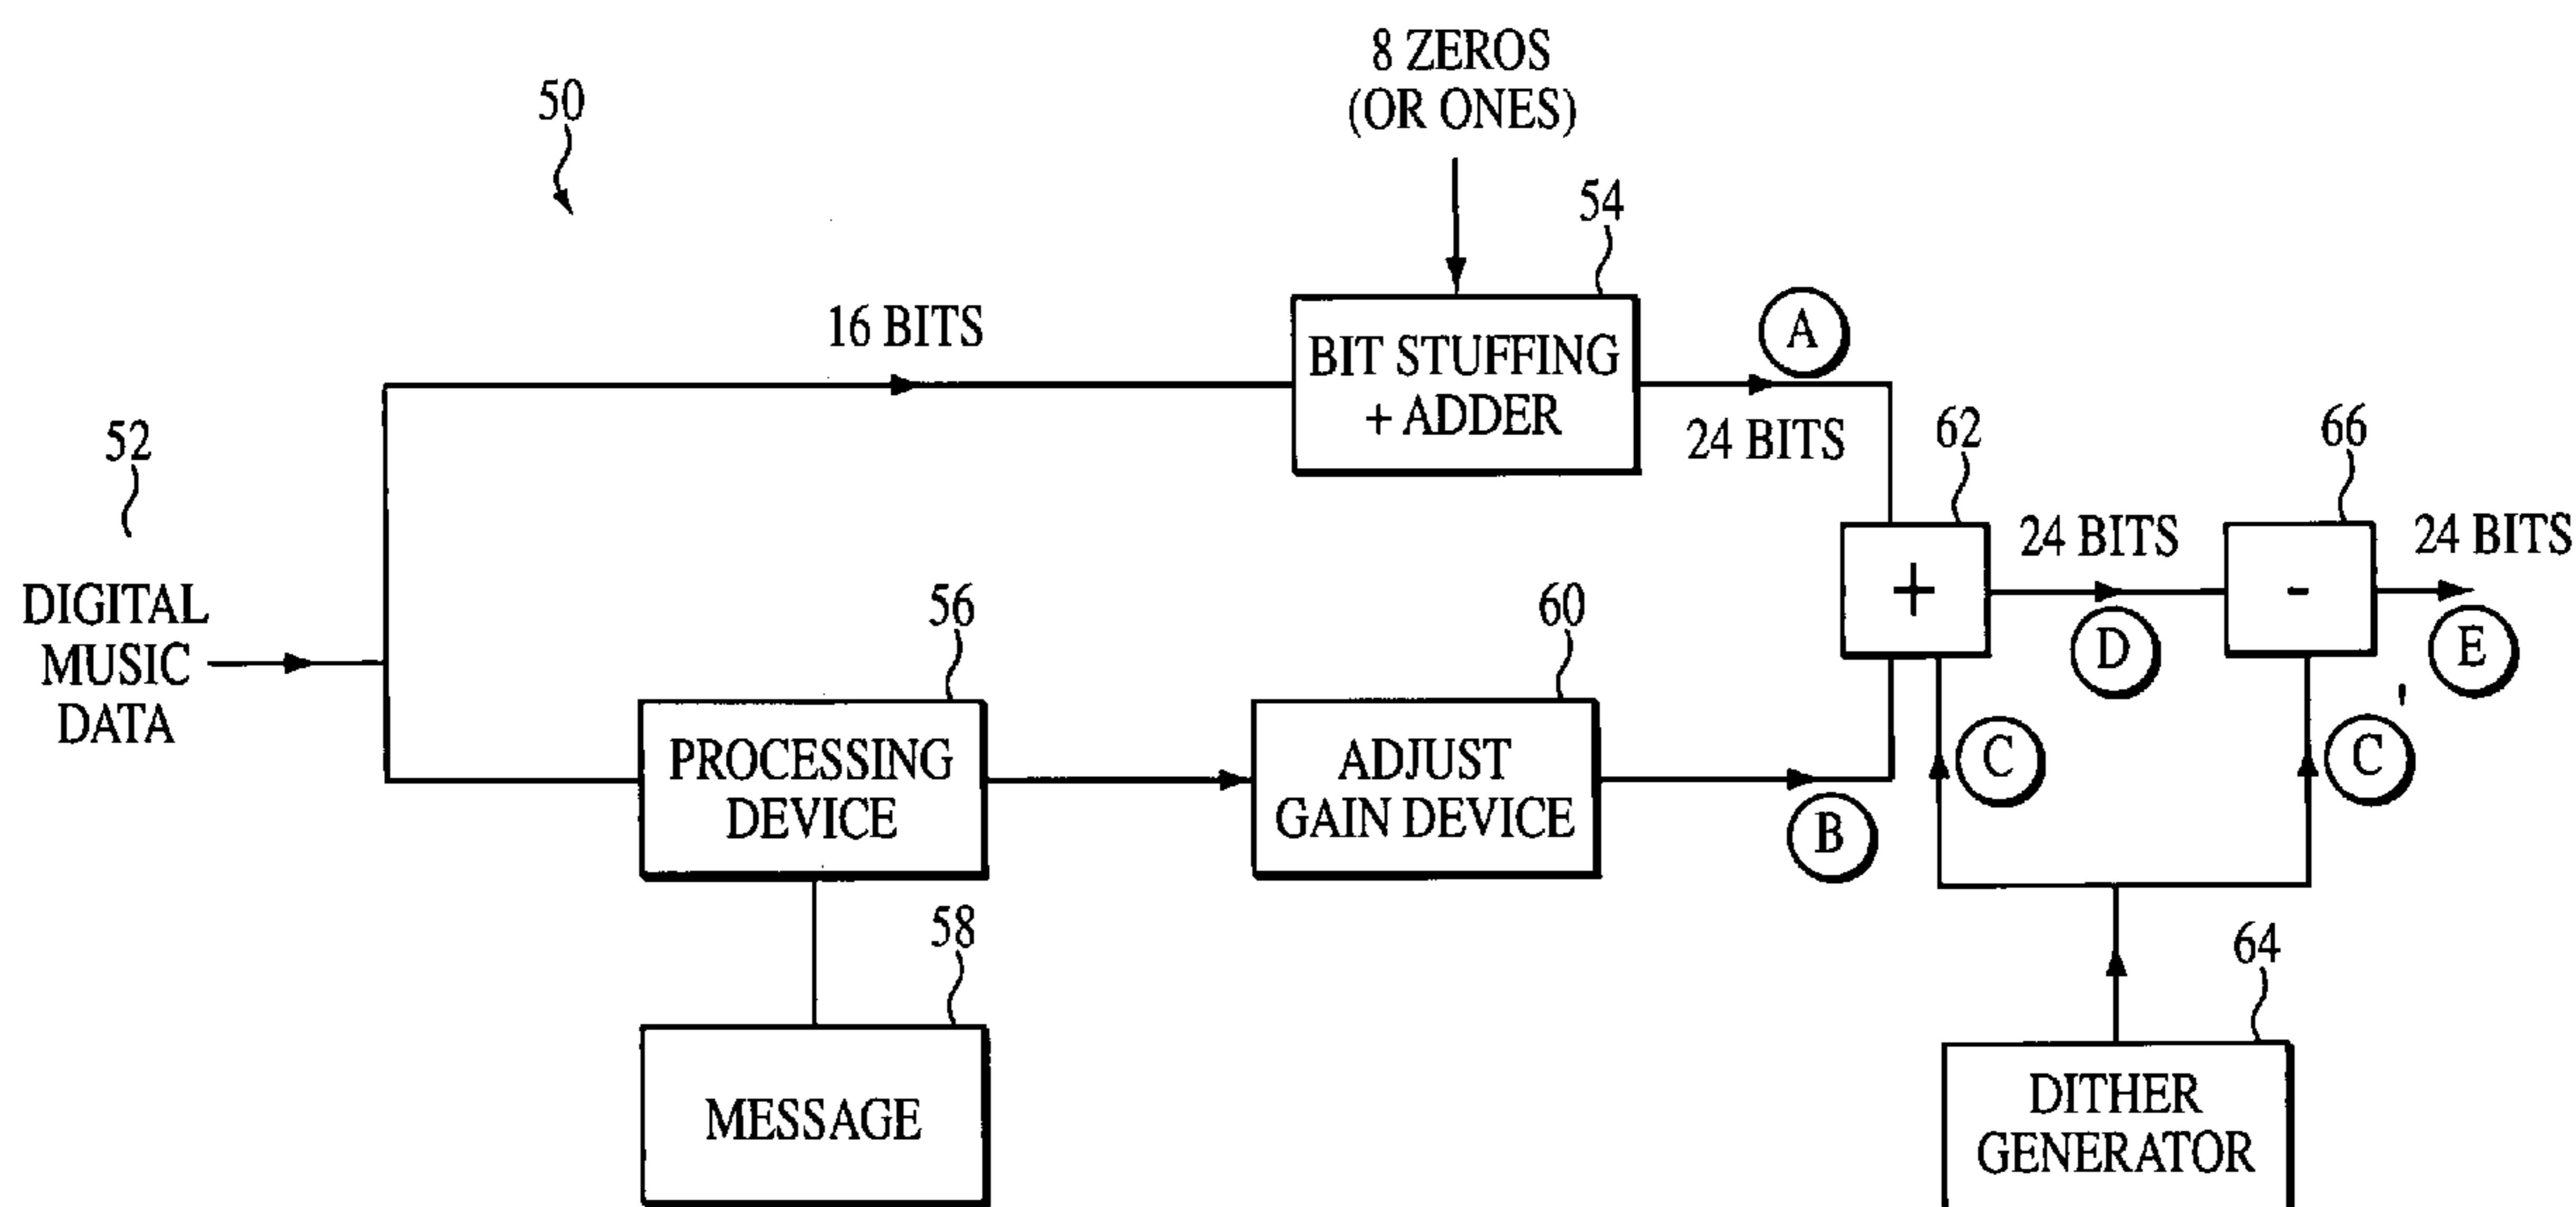 8 ZEROS
(OR ONES)
50
54
16 BITS
A
BIT STUFFING
+ ADDER
24 BITS
52
62
66
24 BITS
24 BITS
+
-
DIGITAL
MUSIC
DATA
56
60
D
E
PROCESSING
DEVICE
ADJUST
GAIN DEVICE
B
C
C'
58
64
MESSAGE
DITHER
GENERATOR